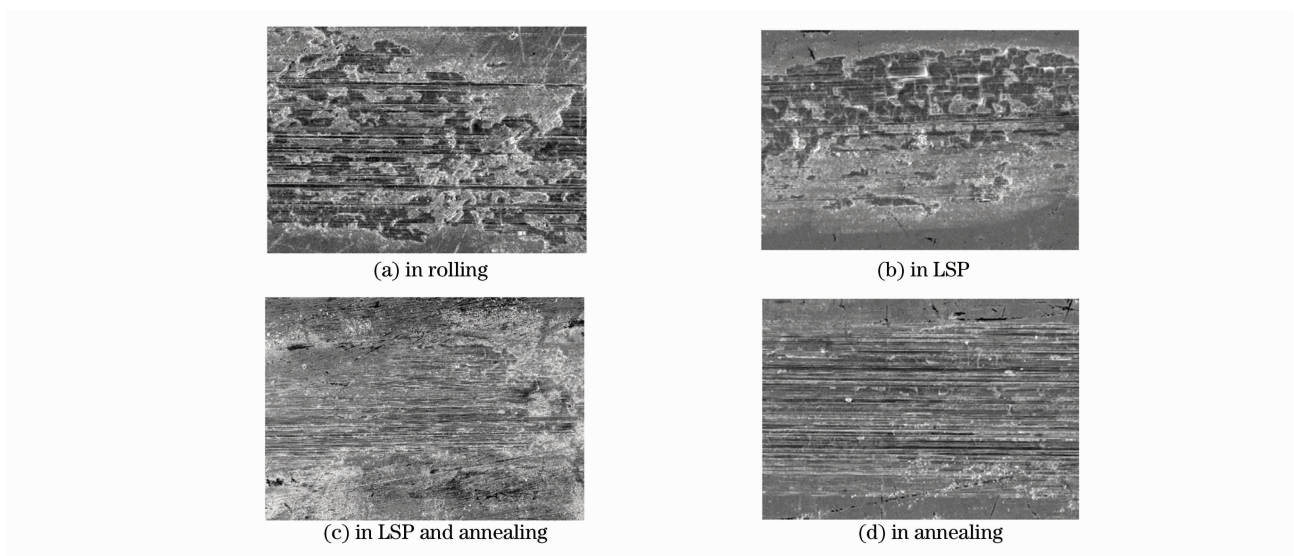 (a) in rolling
(b) in LSP
(c) in LSP and annealing
(d) in annealing